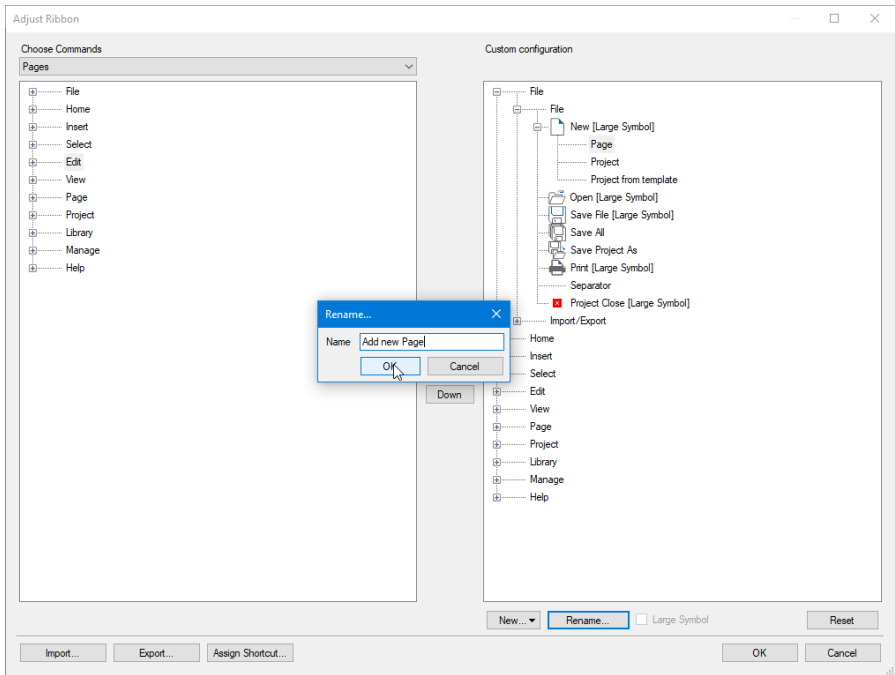 Adjust Ribbon
Choose Commands
Pages
File
Home
Insert
Select
Edit
View
Page
Project
Library
Manage
Help
Custom configuration
File
File
New [Large Symbol]
Page
Project
Project from template
Open [Large Symbol]
Save File [Large Symbol]
Save All
Save Project As
Print [Large Symbol]
Separator
Project Close [Large Symbol]
Import/Export
Home
Insert
Select
Edit
View
Page
Project
Library
Manage
Help
Rename...
Name Add new Page
OK Cancel
Down
New... Rename... Large Symbol Reset
Import... Export... Assign Shortcut... OK Cancel